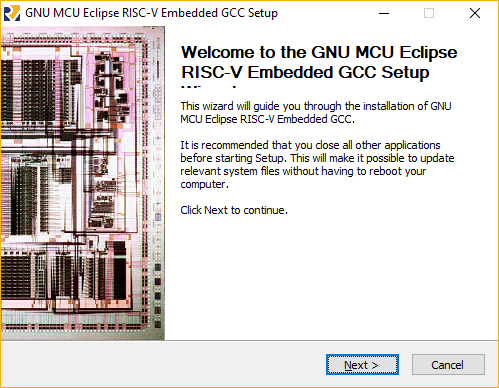 GNU MCU Eclipse RISC-V Embedded GCC Setup
Welcome to the GNU MCU Eclipse
RISC-V Embedded GCC Setup
This wizard will guide you through the installation of GNU
MCU Eclipse RISC-V Embedded GCC.
It is recommended that you close all other applications
before starting Setup. This will make it possible to update
relevant system files without having to reboot your
computer.
Click Next to continue.
Next >
Cancel